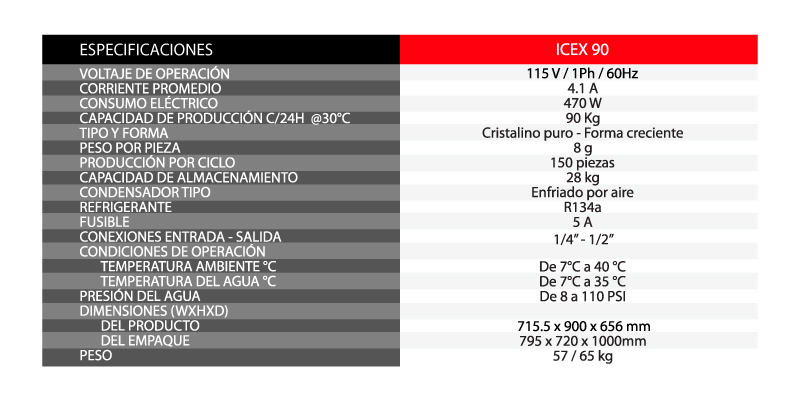 ESPECIFICACIONES ICEX 90
VOLTAJE DE OPERACIÓN 115 V / 1Ph / 60Hz
CORRIENTE PROMEDIO 4.1 A
CONSUMO ELÉCTRICO 470 W
CAPACIDAD DE PRODUCCIÓN C/24H @30°C 90 Kg
TIPO Y FORMA Cristalino puro - Forma creciente
PESO POR PIEZA 8 g
PRODUCCIÓN POR CICLO 150 piezas
CAPACIDAD DE ALMACENAMIENTO 28 kg
CONDENSADOR TIPO Enfriado por aire
REFRIGERANTE R134a
FUSIBLE 5 A
CONEXIONES ENTRADA - SALIDA 1/4” - 1/2”
CONDICIONES DE OPERACIÓN
TEMPERATURA AMBIENTE °C De 7°C a 40 °C
TEMPERATURA DEL AGUA °C De 7°C a 35 °C
PRESIÓN DEL AGUA De 8 a 110 PSI
DIMENSIONES (WXHXD)
DEL PRODUCTO 715.5 x 900 x 656 mm
DEL EMPAQUE 795 x 720 x 1000mm
PESO 57 / 65 kg